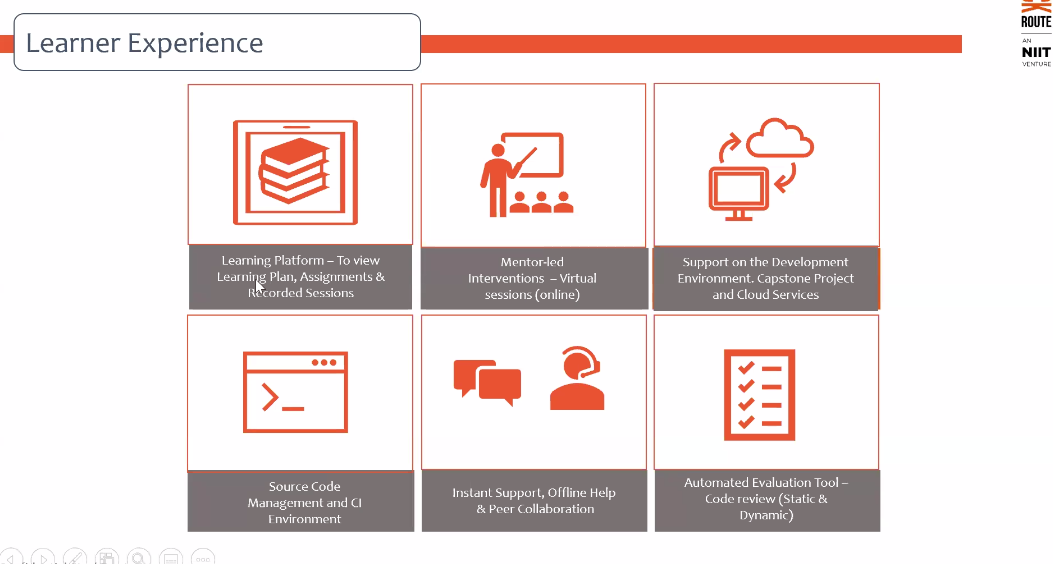 Learner Experience
ROUTE
AN
NIIT
VENTURE
Learning Platform – To view
Learning Plan, Assignments &
Recorded Sessions
Mentor-led
Interventions – Virtual
sessions (online)
Support on the Development
Environment. Capstone Project
and Cloud Services
Source Code
Management and CI
Environment
Instant Support, Offline Help
& Peer Collaboration
Automated Evaluation Tool –
Code review (Static &
Dynamic)